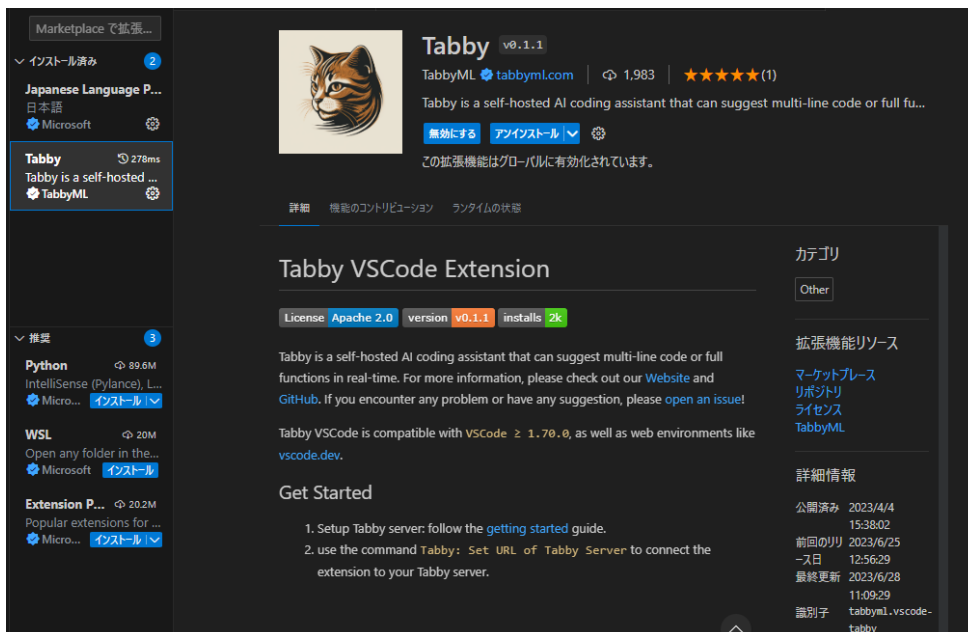 Marketplace で拡張...
インストール済み 2
Japanese Language P...
日本語
Microsoft
Tabby 278ms
Tabby is a self-hosted ...
TabbyML
推奨 3
Python 89.6M
IntelliSense (Pylance), L...
Micro... インストール
WSL 20M
Open any folder in the...
Microsoft インストール
Extension P... 20.2M
Popular extensions for ...
Micro... インストール
Tabby v0.1.1
TabbyML tabbyml.com 1,983 ★★★★★(1)
Tabby is a self-hosted AI coding assistant that can suggest multi-line code or full fu...
無効にする アンインストール
この拡張機能はグローバルに有効化されています。
詳細 機能のコントリビューション ランタイムの状態
Tabby VSCode Extension
License Apache 2.0 version v0.1.1 installs 2k
Tabby is a self-hosted AI coding assistant that can suggest multi-line code or full
functions in real-time. For more information, please check out our Website and
GitHub. If you encounter any problem or have any suggestion, please open an issue!
Tabby VSCode is compatible with VSCode ≥ 1.70.0, as well as web environments like
vscode.dev.
Get Started
1. Setup Tabby server: follow the getting started guide.
2. use the command Tabby: Set URL of Tabby Server to connect the
extension to your Tabby server.
カテゴリ
Other
拡張機能リソース
マーケットプレース
リポジトリ
ライセンス
TabbyML
詳細情報
公開済み 2023/4/4
15:38:02
前回のリリ 2023/6/25
ース日 12:56:29
最終更新 2023/6/28
11:09:29
識別子 tabbyml.vscode-
tabby